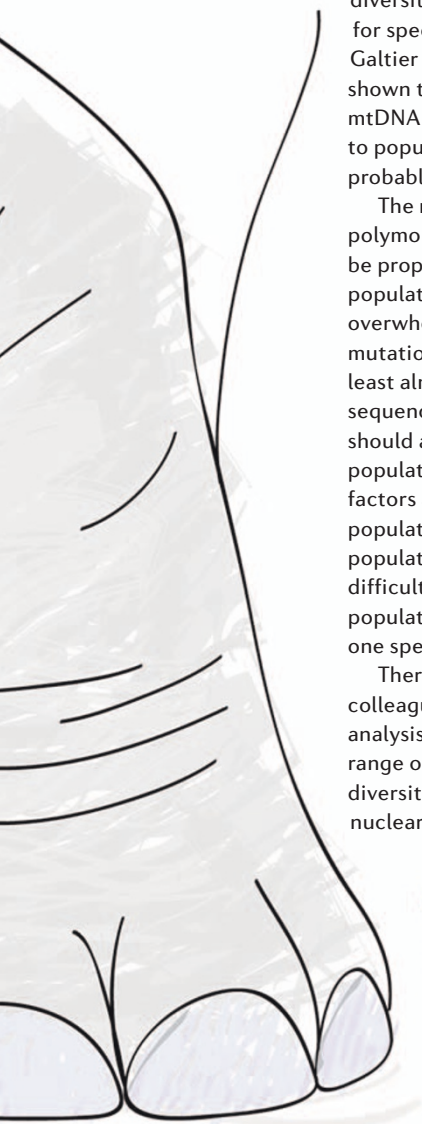 diversit
for spec
Galtier
shown t
mtDNA
to popu
probabl
The r
polymo
be prop
populat
overwhe
mutatio
least alm
sequenc
should a
populat
factors
populat
populat
difficult
populat
one spe
Ther
colleagu
analysis
range o
diversit
nuclear